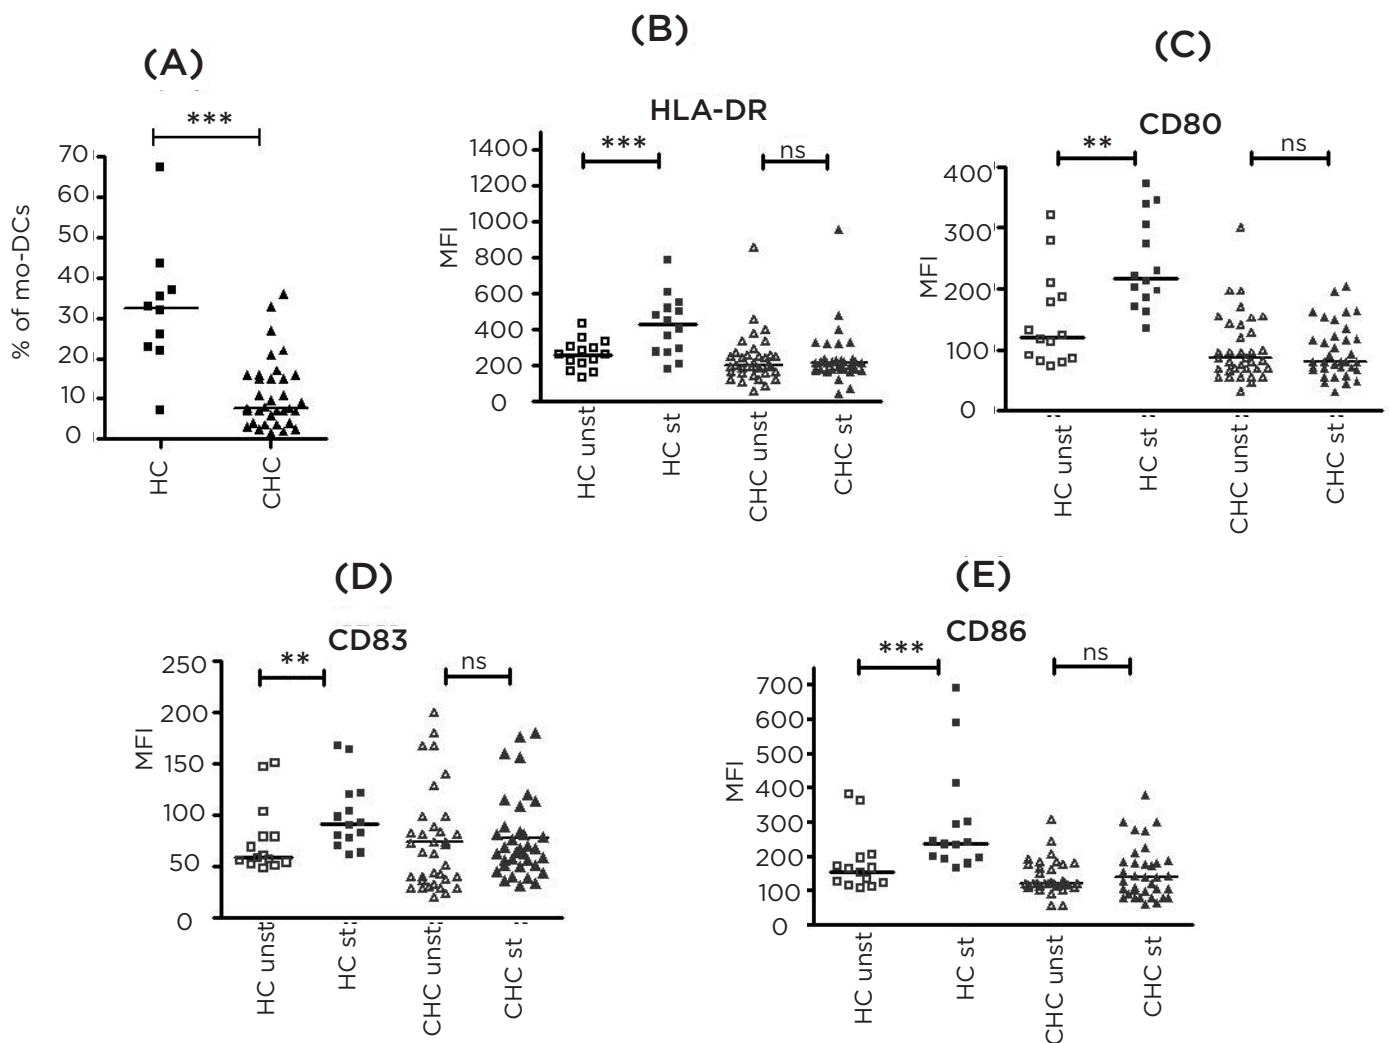 (A)
***
% of mo-DCs
70
60
50
40
30
20
10
0
HC
CHC
(B)
HLA-DR
***
ns
MFI
1400
1200
1000
800
600
400
200
0
HC unst
HC st
CHC unst
CHC st
(C)
CD80
**
ns
MFI
400
300
200
100
0
HC unst
HC st
CHC unst
CHC st
(D)
CD83
**
ns
MFI
250
200
150
100
50
0
HC unst
HC st
CHC unst
CHC st
(E)
CD86
***
ns
MFI
700
600
500
400
300
200
100
0
HC unst
HC st
CHC unst
CHC st